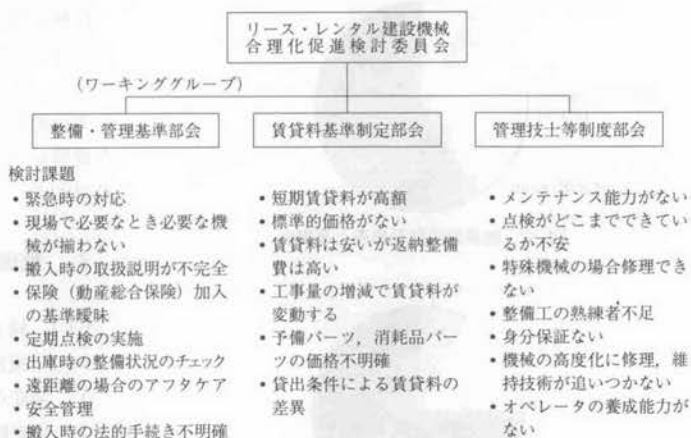 リース・レンタル建設機械
合理化促進検討委員会
(ワーキンググループ)
整備・管理基準部会
賃貸料基準制定部会
管理技士等制度部会
検討課題
・緊急時の対応
・現場で必要なとき必要な機
械が揃わない
・搬入時の取扱説明が不完全
・保険（動産総合保険）加入
の基準曖昧
・定期点検の実施
・出庫時の整備状況のチェック
・遠距離の場合のアフタケア
・安全管理
・搬入時の法的手続き不明確
・短期賃貸料が高額
・標準的価格がない
・賃貸料は安いが返納整備
費は高い
・工事量の増減で賃貸料が
変動する
・予備パーツ，消耗品パー
ツの価格不明確
・貸出条件による賃貸料の
差異
・メンテナンス能力がない
・点検がどこまでできてい
るか不安
・特殊機械の場合修理でき
ない
・整備工の熟練者不足
・身分保証ない
・機械の高度化に修理，維
持技術が追いつかない
・オペレータの養成能力が
ない